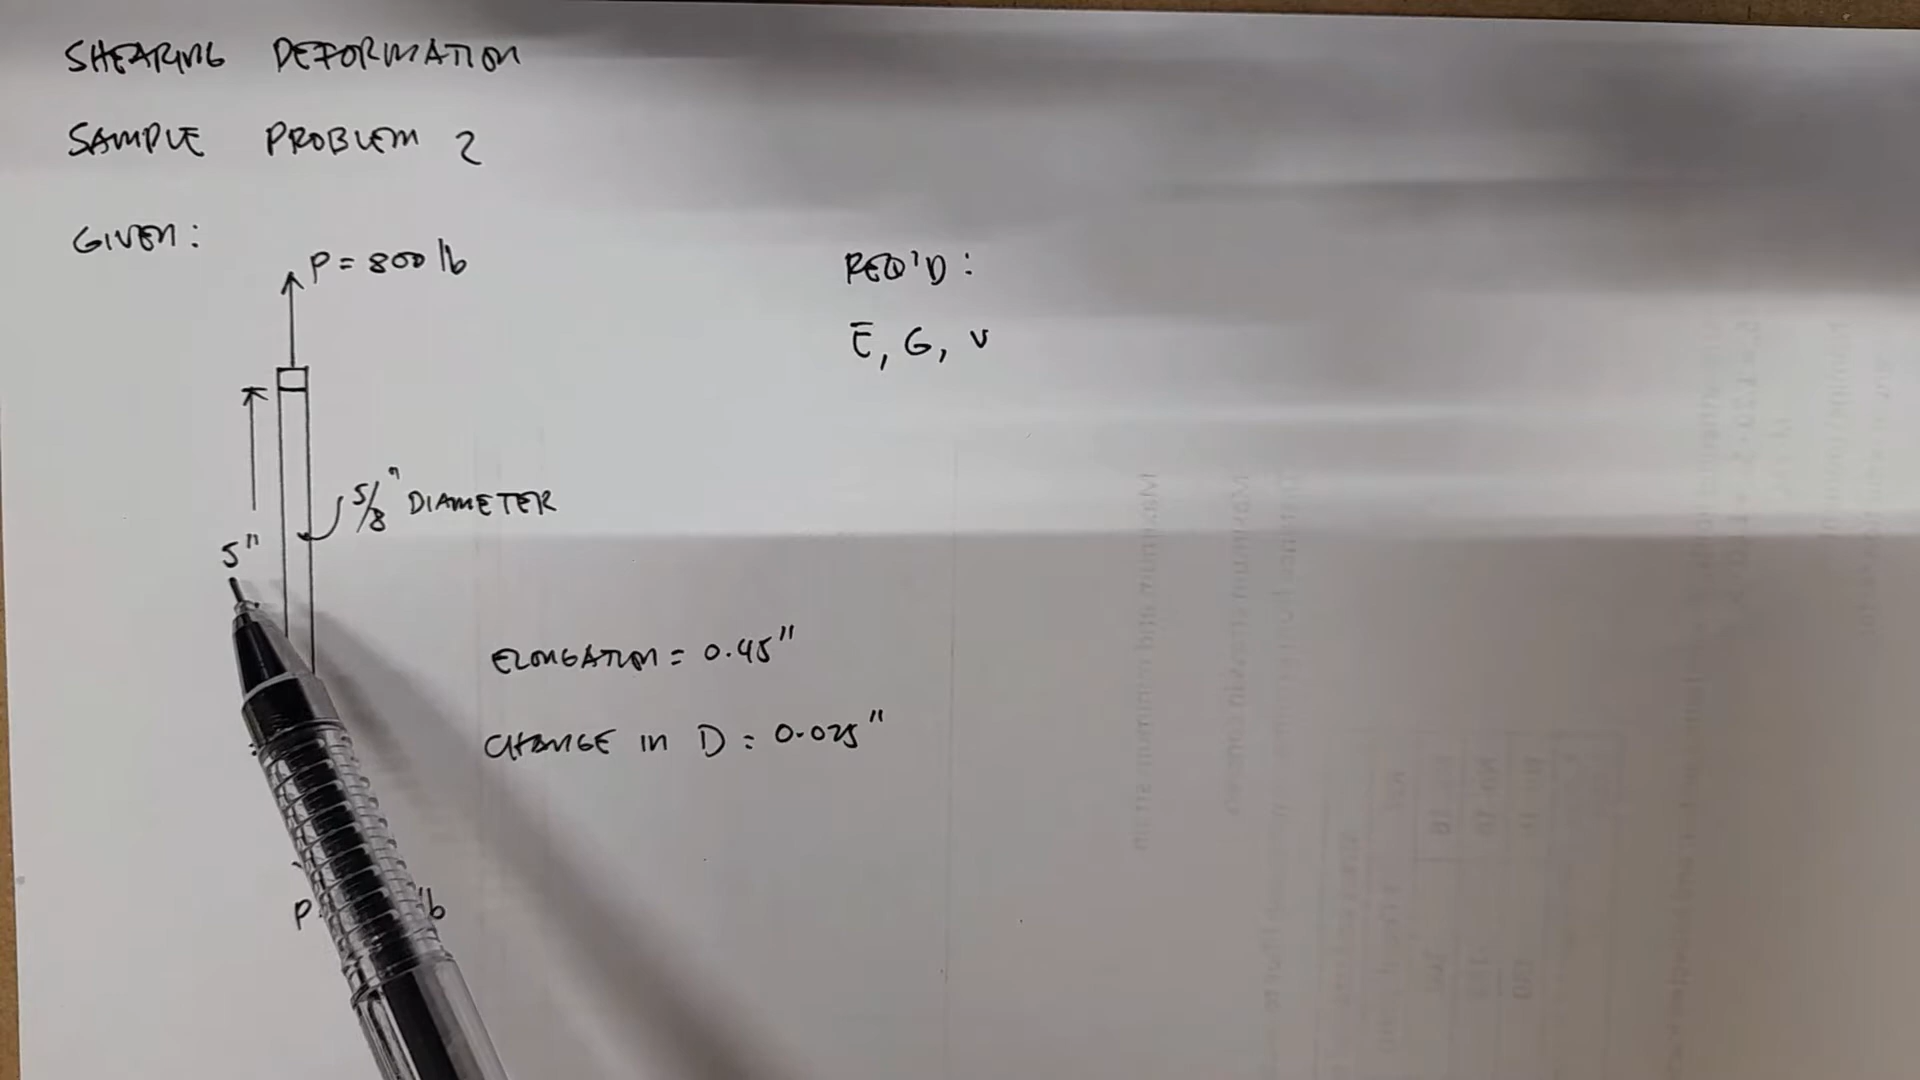 SHEARING DEFORMATION
SAMPLE PROBLEM 2
GIVEN:
P = 800 lb
REQ'D :
E, G, ν
5/8" DIAMETER
5"
ELONGATION = 0.45"
CHANGE IN D = 0.025"
P lb